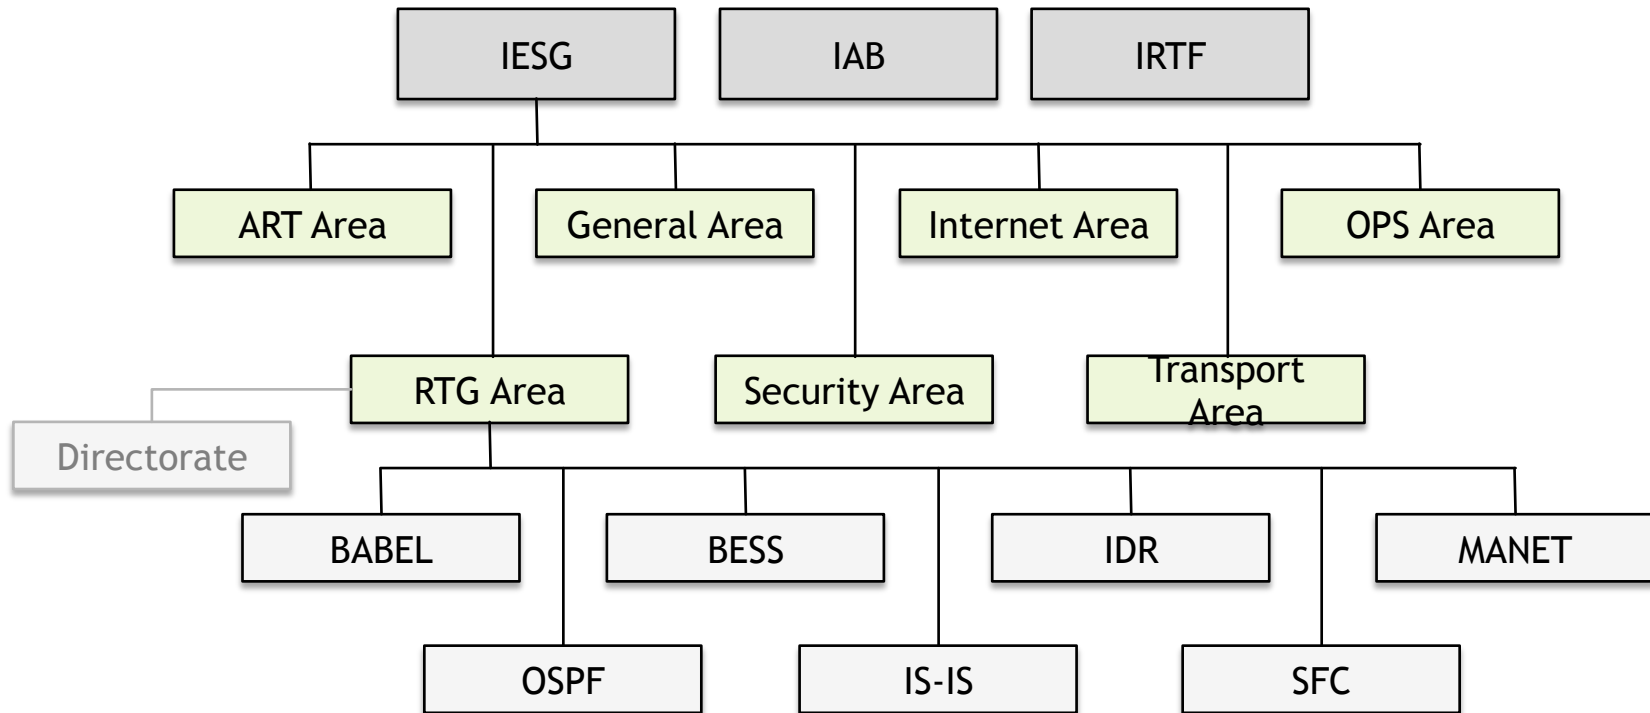 IESG
IAB
IRTF
ART Area
General Area
Internet Area
OPS Area
RTG Area
Security Area
Transport
Area
Directorate
BABEL
BESS
IDR
MANET
OSPF
IS-IS
SFC